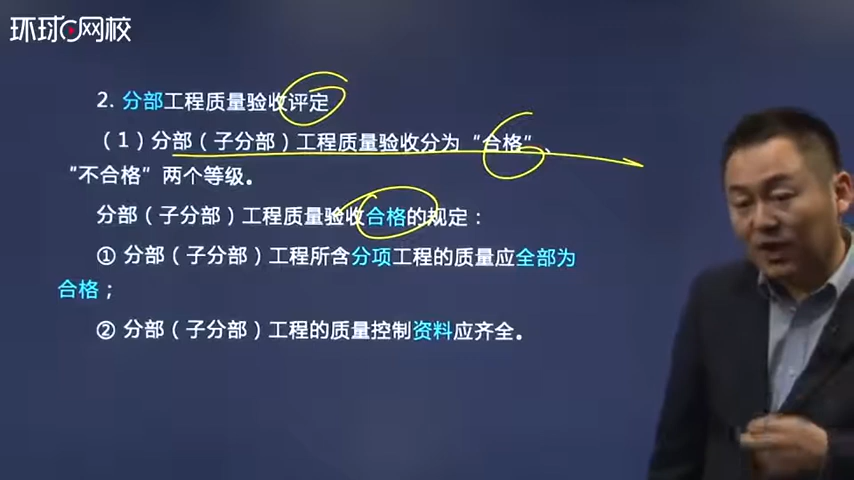 环球网校
2. 分部工程质量验收评定
（1）分部（子分部）工程质量验收分为“合格”、
“不合格”两个等级。
分部（子分部）工程质量验收合格的规定：
① 分部（子分部）工程所含分项工程的质量应全部为
合格；
② 分部（子分部）工程的质量控制资料应齐全。